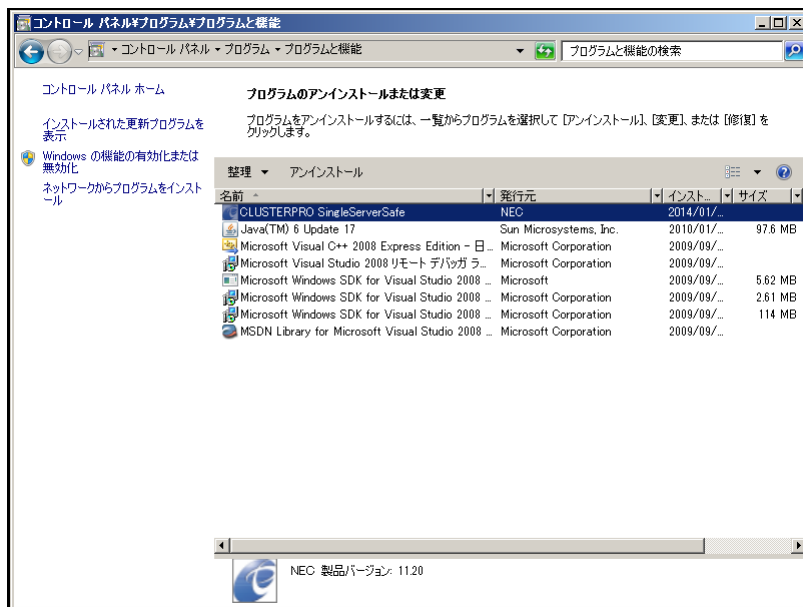 コントロール パネル¥プログラム¥プログラムと機能
コントロール パネル プログラム プログラムと機能
プログラムと機能の検索
コントロール パネル ホーム
インストールされた更新プログラムを
表示
Windows の機能の有効化または
無効化
ネットワークからプログラムをインスト
ール
プログラムのアンインストールまたは変更
プログラムをアンインストールするには、一覧からプログラムを選択して [アンインストール]、[変更]、または [修復] を
クリックします。
整理 アンインストール
名前 発行元 インスト... サイズ
CLUSTERPRO SingleServerSafe NEC 2014/01/...
Java(TM) 6 Update 17 Sun Microsystems, Inc. 2010/01/... 97.6 MB
Microsoft Visual C++ 2008 Express Edition - 日... Microsoft Corporation 2009/09/...
Microsoft Visual Studio 2008 リモート デバッガ ラ... Microsoft Corporation 2009/09/...
Microsoft Windows SDK for Visual Studio 2008 ... Microsoft 2009/09/... 5.62 MB
Microsoft Windows SDK for Visual Studio 2008 ... Microsoft Corporation 2009/09/... 2.61 MB
Microsoft Windows SDK for Visual Studio 2008 ... Microsoft Corporation 2009/09/... 114 MB
MSDN Library for Microsoft Visual Studio 2008 ... Microsoft Corporation 2009/09/...
NEC 製品バージョン: 11.20